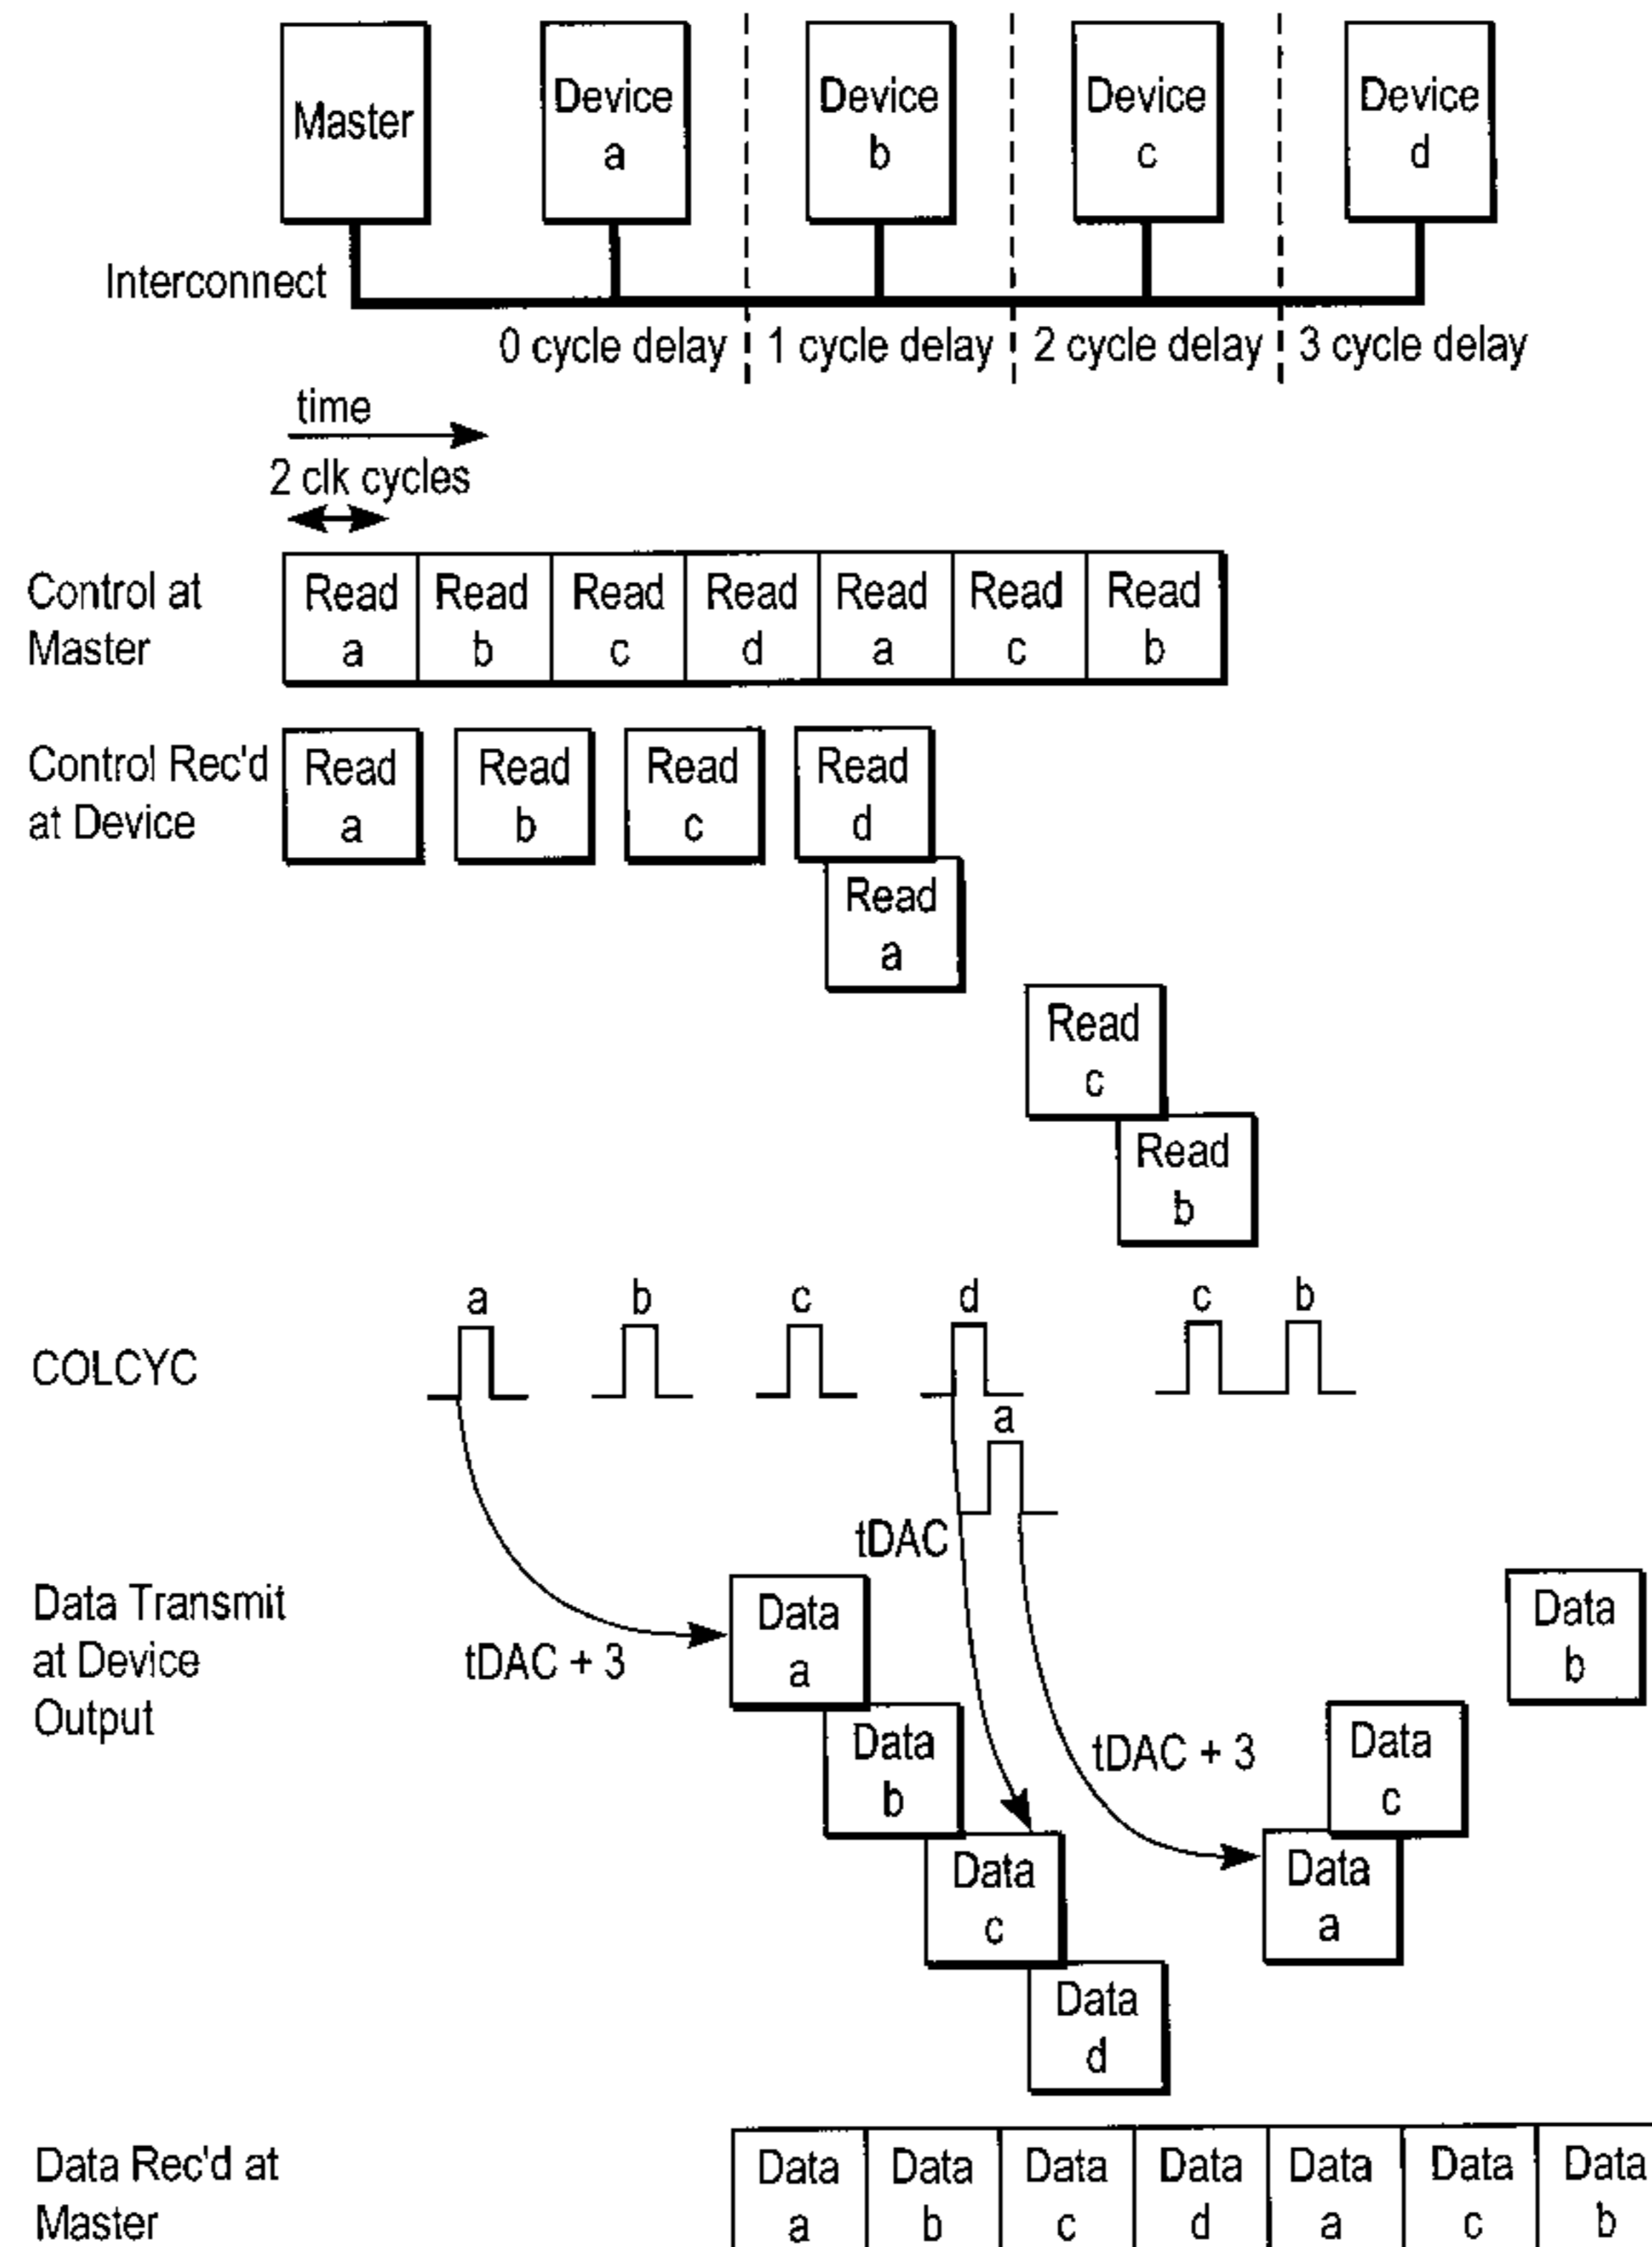 Master
Device
a
Device
b
Device
c
Device
d
Interconnect
0 cycle delay
1 cycle delay
2 cycle delay
3 cycle delay
time
2 clk cycles
Control at
Master
Read
a
Read
b
Read
c
Read
d
Read
a
Read
c
Read
b
Control Rec'd
at Device
Read
a
Read
b
Read
c
Read
d
Read
a
Read
c
Read
b
COLCYC
a
b
c
d
c
b
a
tDAC
tDAC + 3
tDAC + 3
Data Transmit
at Device
Output
Data
a
Data
b
Data
c
Data
d
Data
a
Data
c
Data
b
Data Rec'd at
Master
Data
a
Data
b
Data
c
Data
d
Data
a
Data
c
Data
b